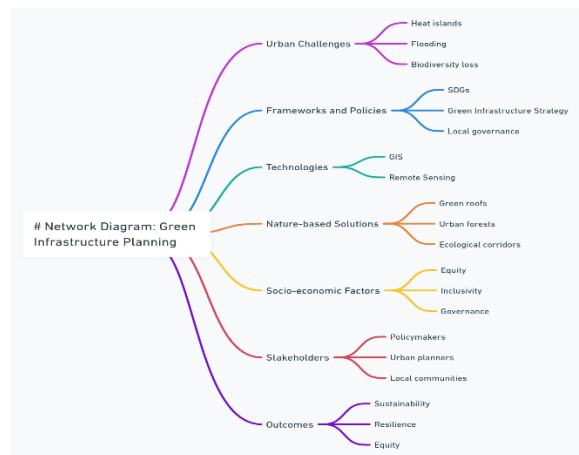 # Network Diagram: Green
Infrastructure Planning
Urban Challenges
Heat islands
Flooding
Biodiversity loss
Frameworks and Policies
SDGs
Green Infrastructure Strategy
Local governance
Technologies
GIS
Remote Sensing
Nature-based Solutions
Green roofs
Urban forests
Ecological corridors
Socio-economic Factors
Equity
Inclusivity
Governance
Stakeholders
Policymakers
Urban planners
Local communities
Outcomes
Sustainability
Resilience
Equity